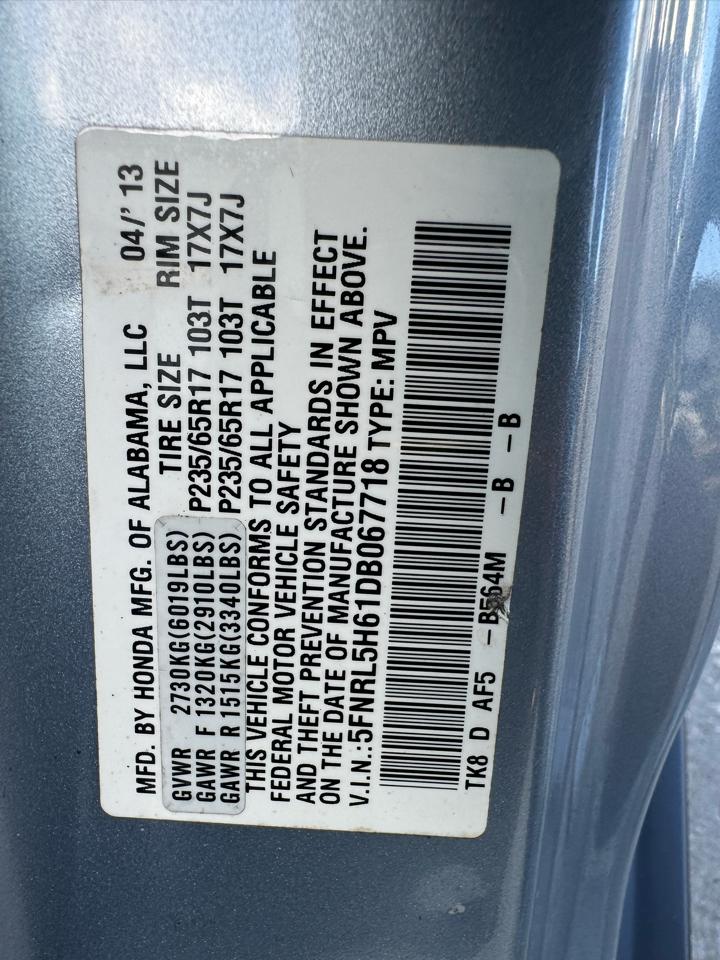 MFD. BY HONDA MFG. OF ALABAMA, LLC 04/' 13
GVWR 2730KG(6019LBS) TIRE SIZE RIM SIZE
GAWR F 1320KG(2910LBS) P235/65R17 103T 17X7J
GAWR R 1515KG(3340LBS) P235/65R17 103T 17X7J
THIS VEHICLE CONFORMS TO ALL APPLICABLE
FEDERAL MOTOR VEHICLE SAFETY
AND THEFT PREVENTION STANDARDS IN EFFECT
ON THE DATE OF MANUFACTURE SHOWN ABOVE.
V.I.N.:5FNRL5H61DB067718 TYPE: MPV
TK8 D AF5 -B564M -B -B